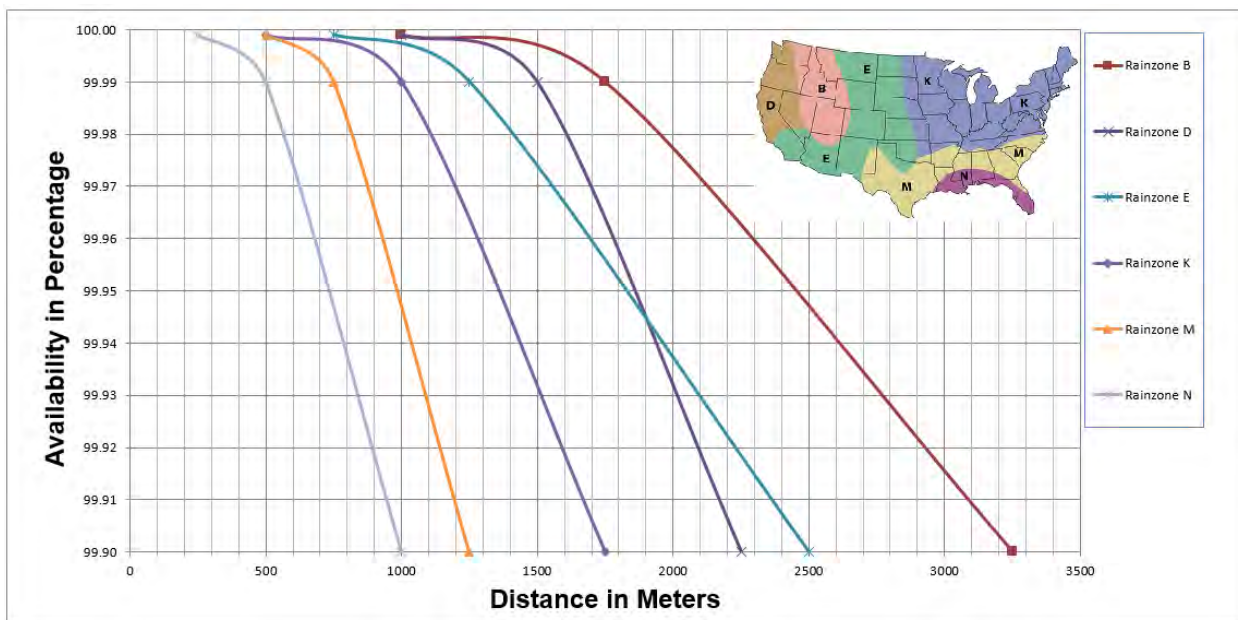 Availability in Percentage
100.00
99.99
99.98
99.97
99.96
99.95
99.94
99.93
99.92
99.91
99.90
0 500 1000 1500 2000 2500 3000 3500
Distance in Meters
E
B
K
D
K
E
M
M
N
Rainzone B
Rainzone D
Rainzone E
Rainzone K
Rainzone M
Rainzone N